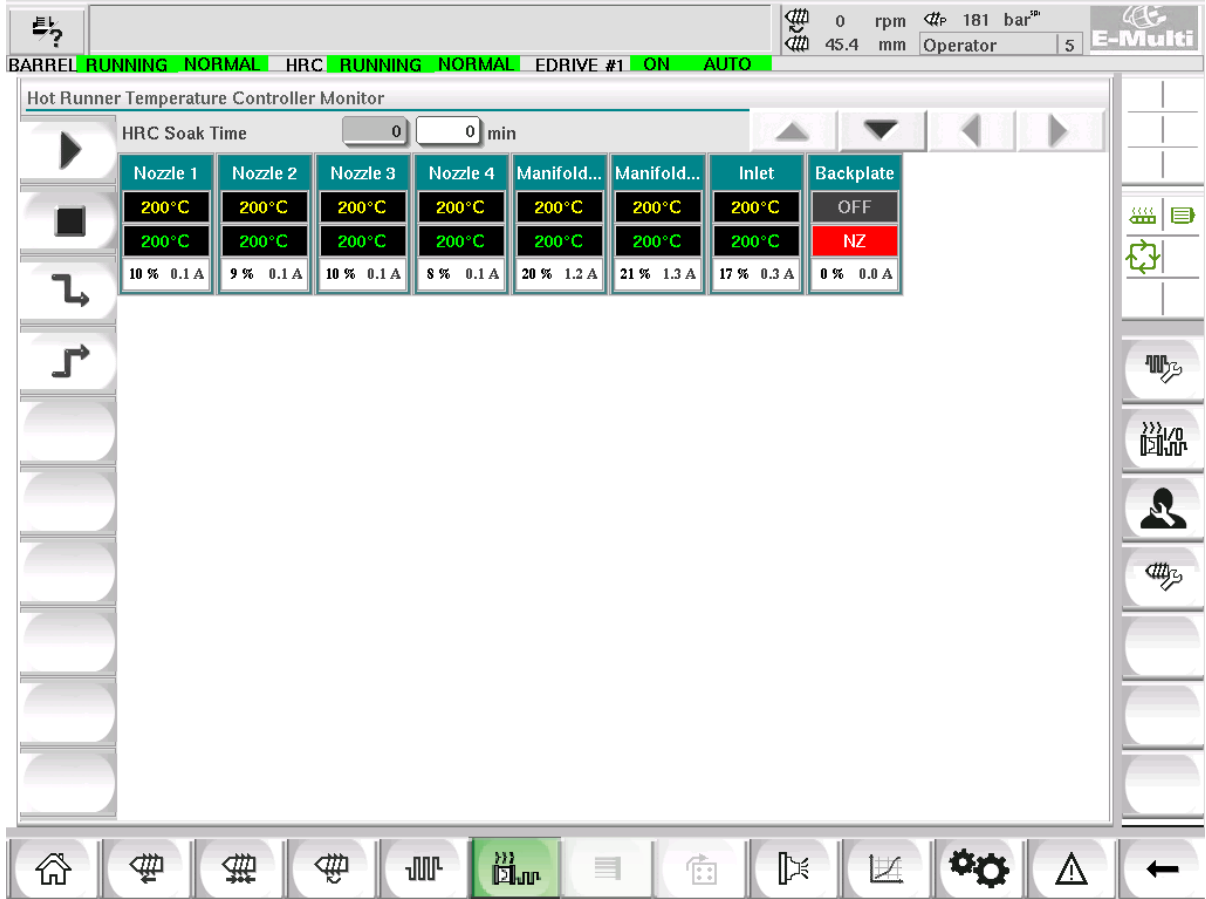 0 rpm P 181 bar spi
E-Multi
45.4 mm Operator 5
BARREL RUNNING NORMAL HRC RUNNING NORMAL EDRIVE #1 ON AUTO
Hot Runner Temperature Controller Monitor
HRC Soak Time 0 0 min
Nozzle 1 Nozzle 2 Nozzle 3 Nozzle 4 Manifold... Manifold... Inlet Backplate
200°C 200°C 200°C 200°C 200°C 200°C 200°C OFF
200°C 200°C 200°C 200°C 200°C 200°C 200°C NZ
10 % 0.1 A 9 % 0.1 A 10 % 0.1 A 8 % 0.1 A 20 % 1.2 A 21 % 1.3 A 17 % 0.3 A 0 % 0.0 A
I/O